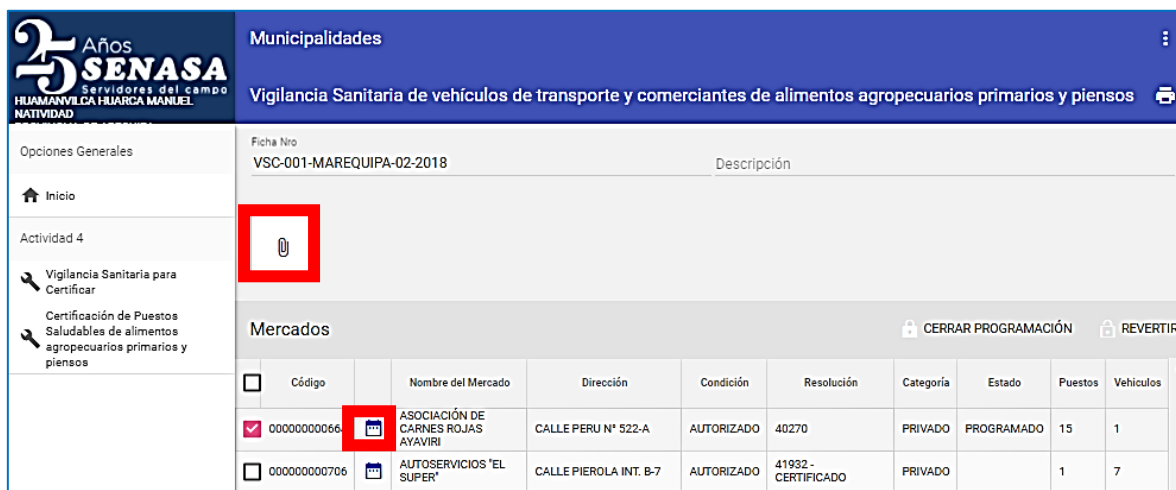 25 Años
SENASA
Servidores del campo
HUAMANVILCA HUARCA MANUEL
NATIVIDAD
Municipalidades
Vigilancia Sanitaria de vehículos de transporte y comerciantes de alimentos agropecuarios primarios y piensos
Opciones Generales
Inicio
Actividad 4
Vigilancia Sanitaria para
Certificar
Certificación de Puestos
Saludables de alimentos
agropecuarios primarios y
piensos
Ficha Nro
VSC-001-MAREQUIPA-02-2018
Descripción
Mercados
CERRAR PROGRAMACIÓN
REVERTIR
Código Nombre del Mercado Dirección Condición Resolución Categoría Estado Puestos Vehiculos
ASOCIACIÓN DE
CARNES ROJAS
AYAVIRI
CALLE PERU N° 522-A AUTORIZADO 40270 PRIVADO PROGRAMADO 15 1
000000000706
AUTOSERVICIOS "EL
SUPER"
CALLE PIEROLA INT. B-7 AUTORIZADO
41932 -
CERTIFICADO
PRIVADO 1 7